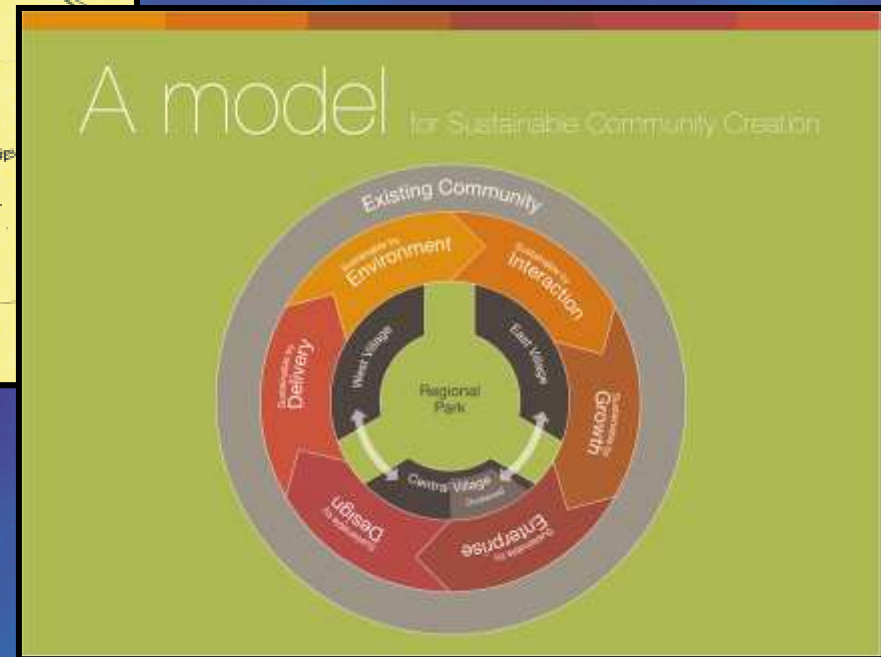 A model for Sustainable Community Creation
Existing Community
Sustainable by
Environment
Sustainable by
Interaction
Sustainable by
Growth
Sustainable by
Enterprise
Sustainable by
Design
Sustainable by
Delivery
West Village
East Village
Regional
Park
Central Village